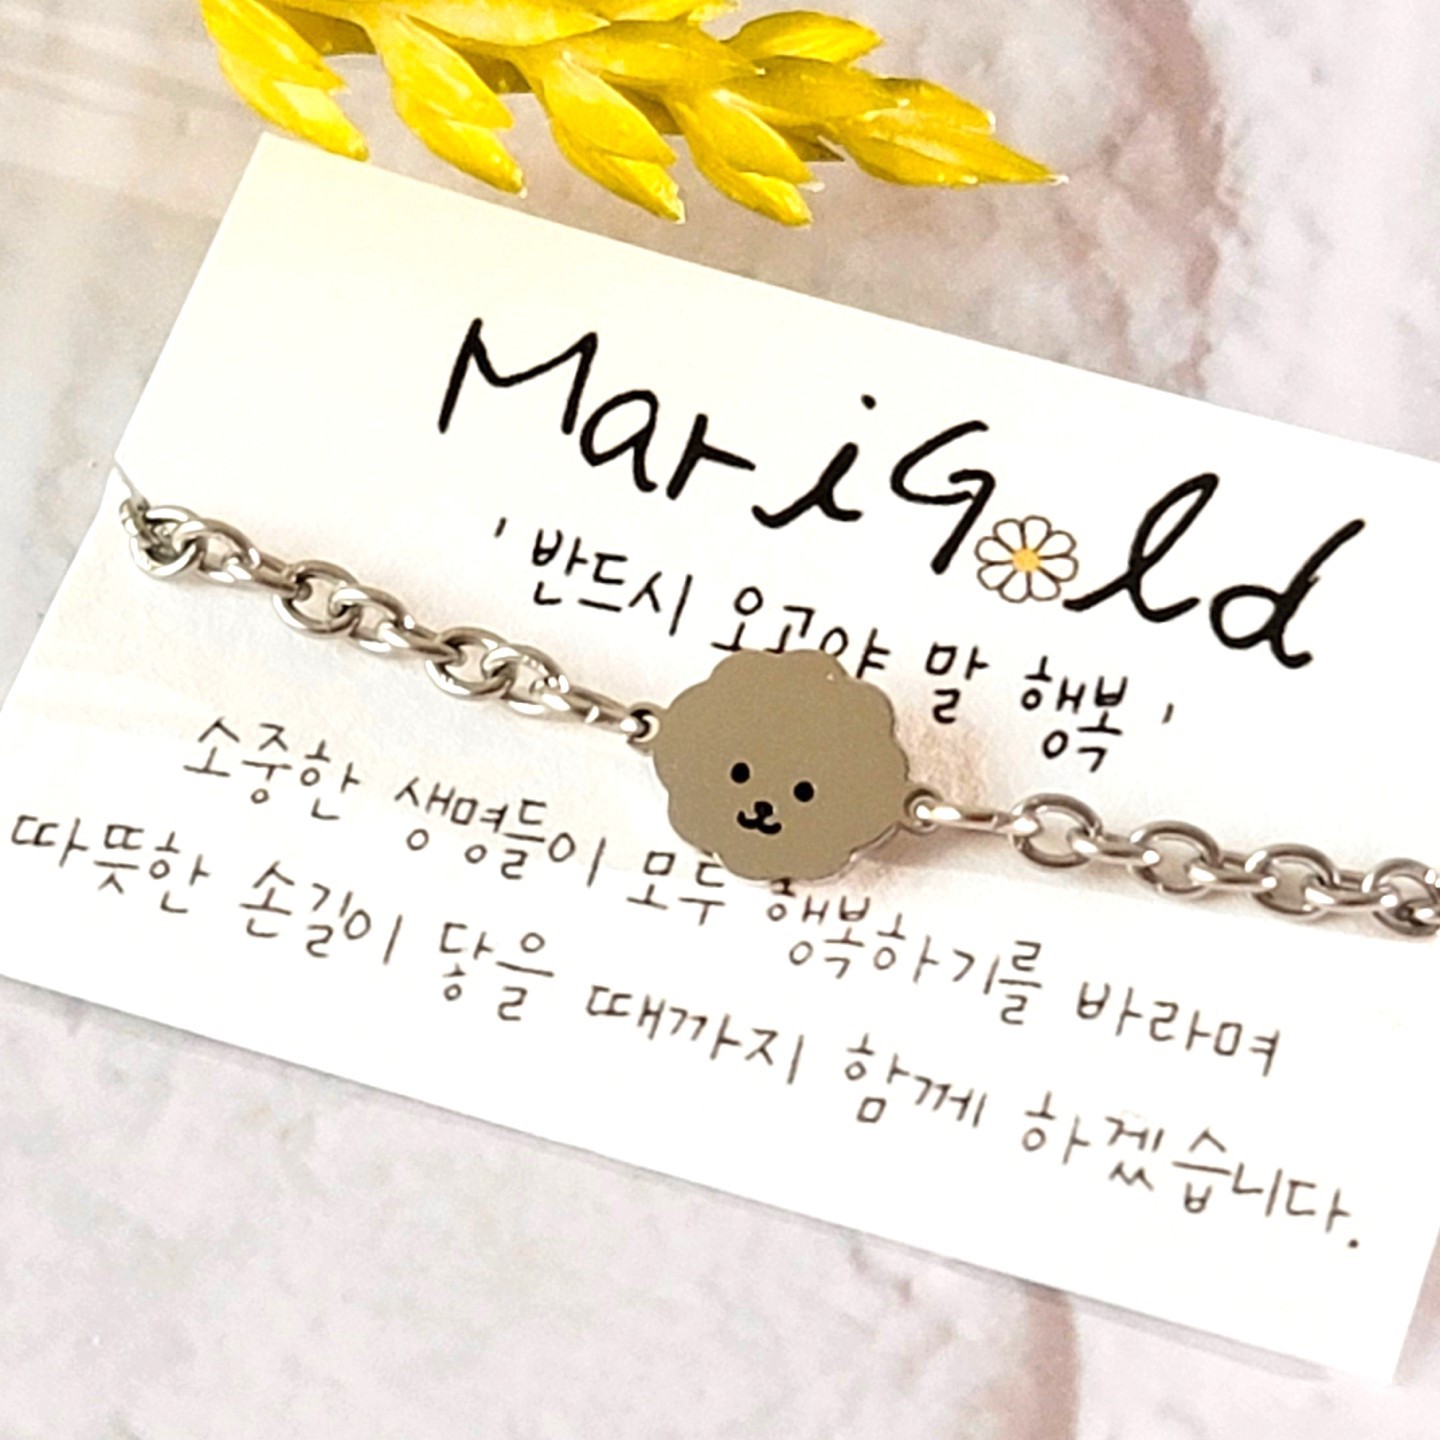 MariGold
' 반드시 오고야 말 행복 '
소중한 생명들이 모두 행복하기를 바라며
따뜻한 손길이 닿을 때까지 함께 하겠습니다.